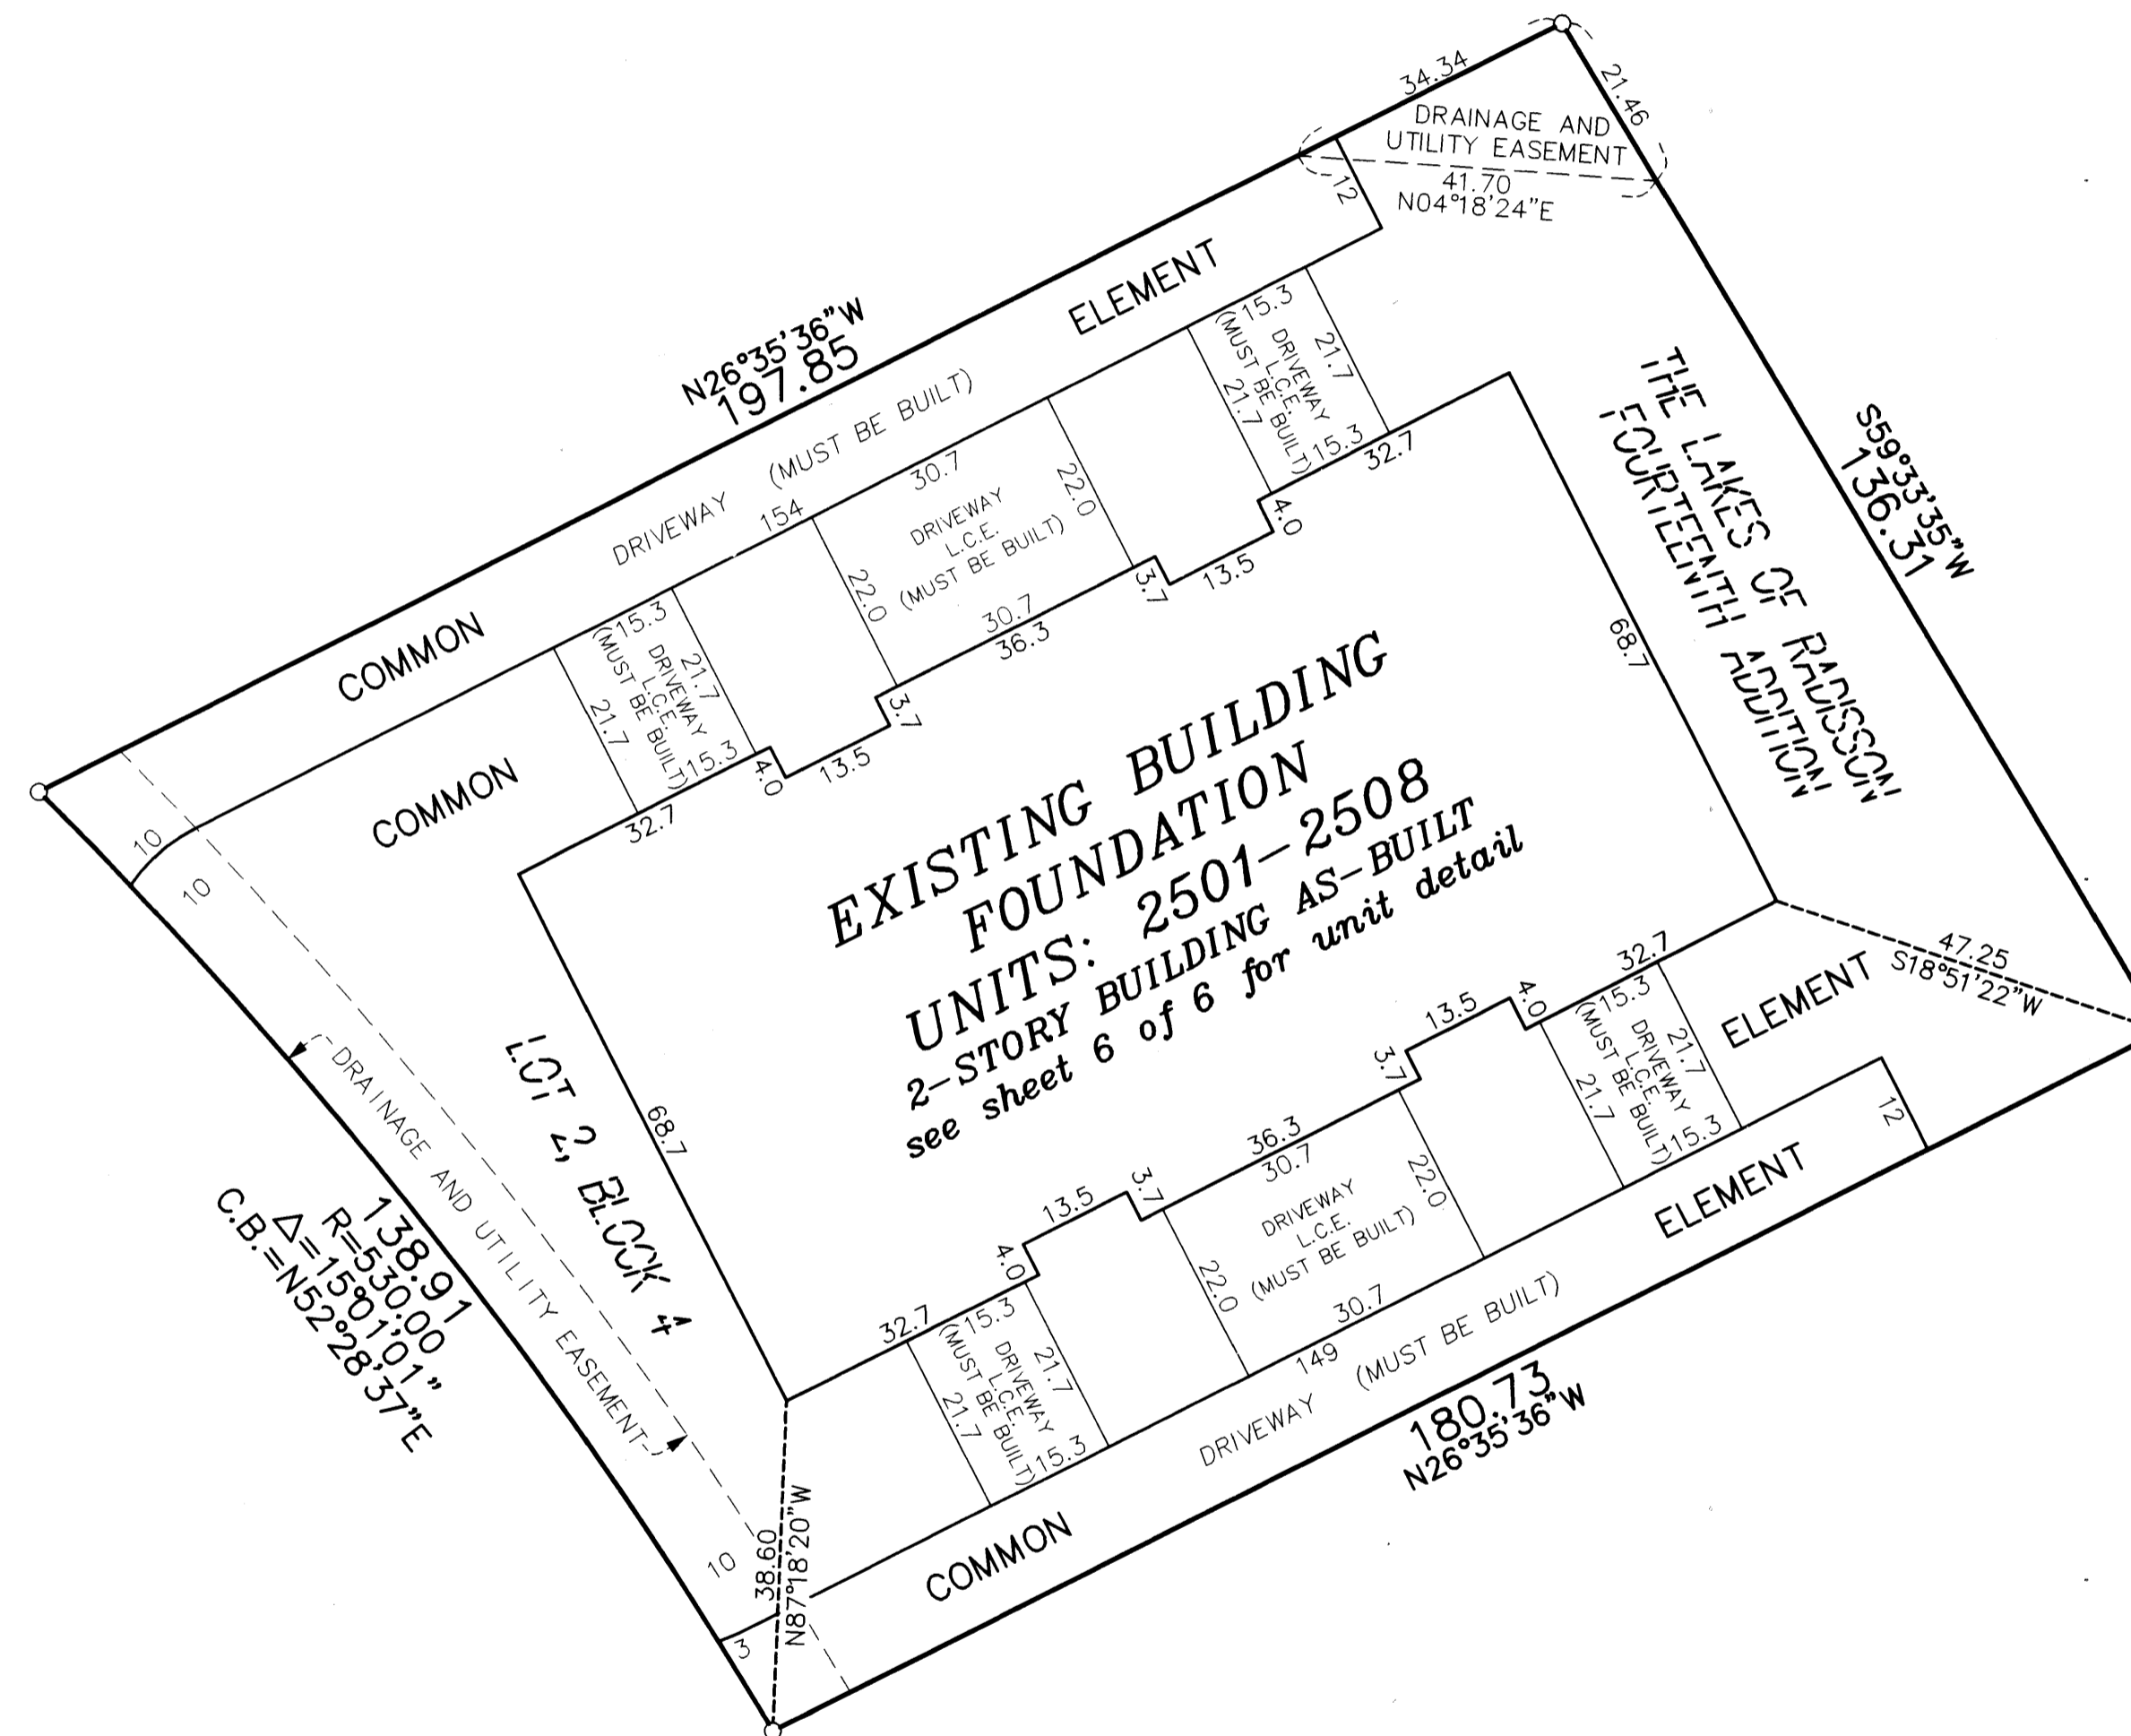 34.34
21.46
DRAINAGE AND
UTILITY EASEMENT
41.70
N04°18'24"E
12
N26°35'36"W
197.85
ELEMENT
DRIVEWAY (MUST BE BUILT)
154
COMMON
COMMON
15.3
DRIVEWAY
L.C.E.
(MUST BE BUILT)
21.7
21.7
15.3
32.7
4.0
13.5
3.7
30.7
22.0
DRIVEWAY
L.C.E.
(MUST BE BUILT)
22.0
30.7
36.3
3.7
13.5
4.0
15.3
21.7
DRIVEWAY
L.C.E.
(MUST BE BUILT)
21.7
15.3
32.7
THE LAKES OF RADISSON
FOURTEENTH ADDITION
S59°33'35"W
136.31
68.7
EXISTING BUILDING
FOUNDATION
UNITS: 2501-2508
2-STORY BUILDING AS-BUILT
see sheet 6 of 6 for unit detail
10
10
LOT 2, BLOCK 4
68.7
DRAINAGE AND UTILITY EASEMENT
138.91
R=530.00
Δ=15°01'01"
C.B.=N52°28'37"E
10
3
38.60
N87°18'20"W
47.25
S18°51'22"W
ELEMENT
32.7
4.0
13.5
3.7
36.3
30.7
3.7
13.5
4.0
32.7
15.3
DRIVEWAY
L.C.E.
(MUST BE BUILT)
21.7
21.7
15.3
12
22.0
DRIVEWAY
L.C.E.
(MUST BE BUILT)
22.0
30.7
15.3
DRIVEWAY
L.C.E.
(MUST BE BUILT)
21.7
21.7
15.3
149
ELEMENT
DRIVEWAY (MUST BE BUILT)
COMMON
180.73
N26°35'36"W